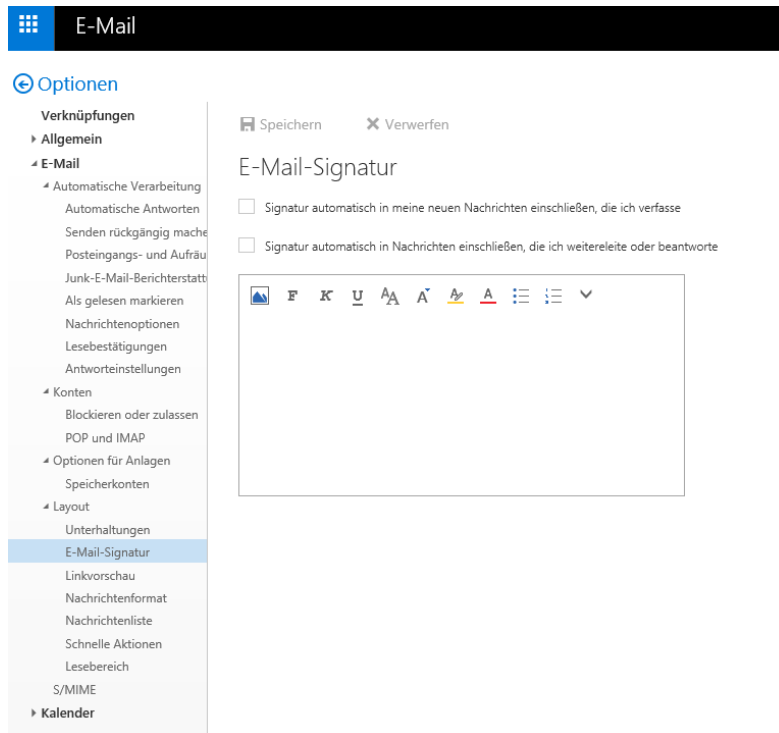 E-Mail
Optionen
Verknüpfungen
Allgemein
E-Mail
Automatische Verarbeitung
Automatische Antworten
Senden rückgängig mache
Posteingangs- und Aufräu
Junk-E-Mail-Berichterstatt
Als gelesen markieren
Nachrichtenoptionen
Lesebestätigungen
Antworteinstellungen
Konten
Blockieren oder zulassen
POP und IMAP
Optionen für Anlagen
Speicherkonten
Layout
Unterhaltungen
E-Mail-Signatur
Linkvorschau
Nachrichtenformat
Nachrichtenliste
Schnelle Aktionen
Lesebereich
S/MIME
Kalender
Speichern Verwerfen
E-Mail-Signatur
Signatur automatisch in meine neuen Nachrichten einschließen, die ich verfasse
Signatur automatisch in Nachrichten einschließen, die ich weitereleite oder beantworte
F K U AA A A A